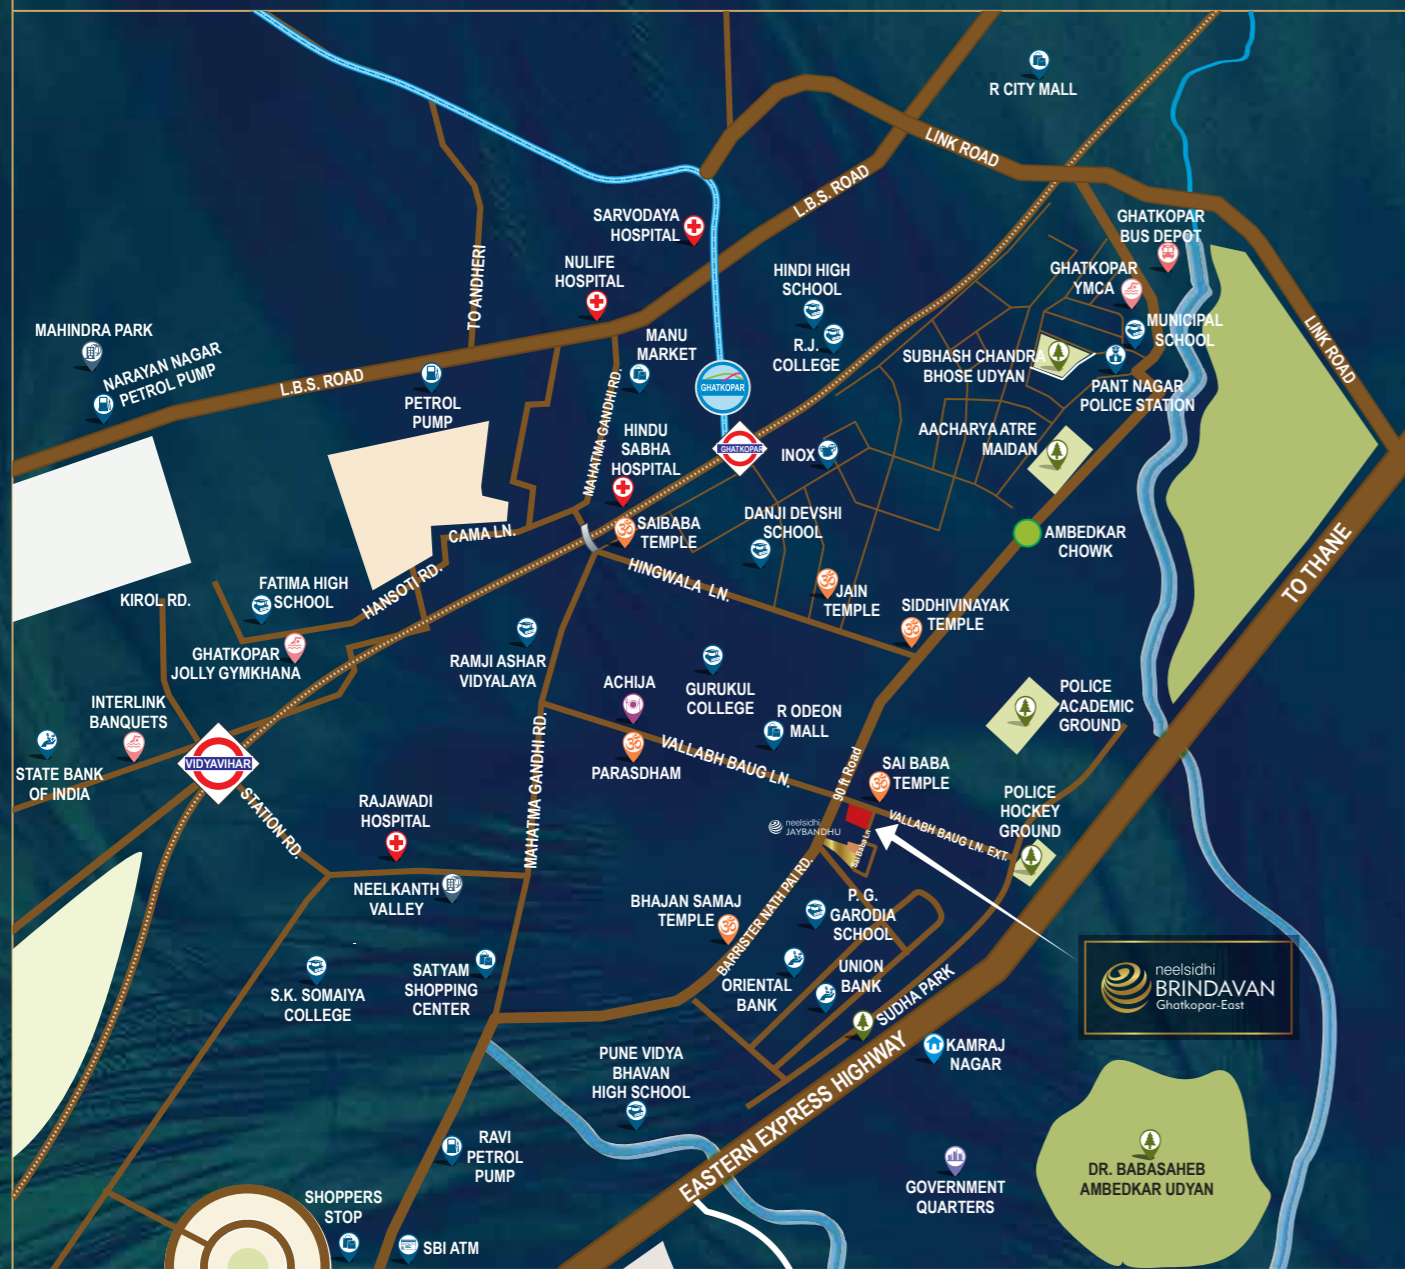 R CITY MALL
LINK ROAD
L.B.S. ROAD
SARVODAYA
HOSPITAL
GHATKOPAR
BUS DEPOT
TO ANDHERI
NULIFE
HOSPITAL
HINDI HIGH
SCHOOL
GHATKOPAR
YMCA
MAHINDRA PARK
NARAYAN NAGAR
PETROL PUMP
MANU
MARKET
R.J.
COLLEGE
MUNICIPAL
SCHOOL
LINK ROAD
SUBHASH CHANDRA
BHOSE UDYAN
L.B.S. ROAD
PETROL
PUMP
MAHATMA GANDHI RD.
GHATKOPAR
PANT NAGAR
POLICE STATION
HINDU
SABHA
HOSPITAL
GHATKOPAR
INOX
AACHARYA ATRE
MAIDAN
CAMA LN.
SAIBABA
TEMPLE
DANJI DEVSHI
SCHOOL
AMBEDKAR
CHOWK
TO THANE
KIROL RD.
FATIMA HIGH
SCHOOL
HANSOTI RD.
HINGWALA LN.
JAIN
TEMPLE
SIDDHIVINAYAK
TEMPLE
GHATKOPAR
JOLLY GYMKHANA
RAMJI ASHAR
VIDYALAYA
ACHIJA
GURUKUL
COLLEGE
POLICE
ACADEMIC
GROUND
INTERLINK
BANQUETS
R ODEON
MALL
STATE BANK
OF INDIA
VIDYAVIHAR
MAHATMA GANDHI RD.
PARASDHAM
VALLABH BAUG LN.
90 ft Road
SAI BABA
TEMPLE
POLICE
HOCKEY
GROUND
STATION RD.
RAJAWADI
HOSPITAL
neelsidhi
JAYBANDHU
Sai Baba Ln
VALLABH BAUG LN. EXT.
NEELKANTH
VALLEY
BHAJAN SAMAJ
TEMPLE
BARRISTER NATH PAI RD.
P. G.
GARODIA
SCHOOL
S.K. SOMAIYA
COLLEGE
SATYAM
SHOPPING
CENTER
ORIENTAL
BANK
UNION
BANK
SUDHA PARK
neelsidhi
BRINDAVAN
Ghatkopar-East
KAMRAJ
NAGAR
PUNE VIDYA
BHAVAN
HIGH SCHOOL
EASTERN EXPRESS HIGHWAY
RAVI
PETROL
PUMP
GOVERNMENT
QUARTERS
DR. BABASAHEB
AMBEDKAR UDYAN
SHOPPERS
STOP
SBI ATM